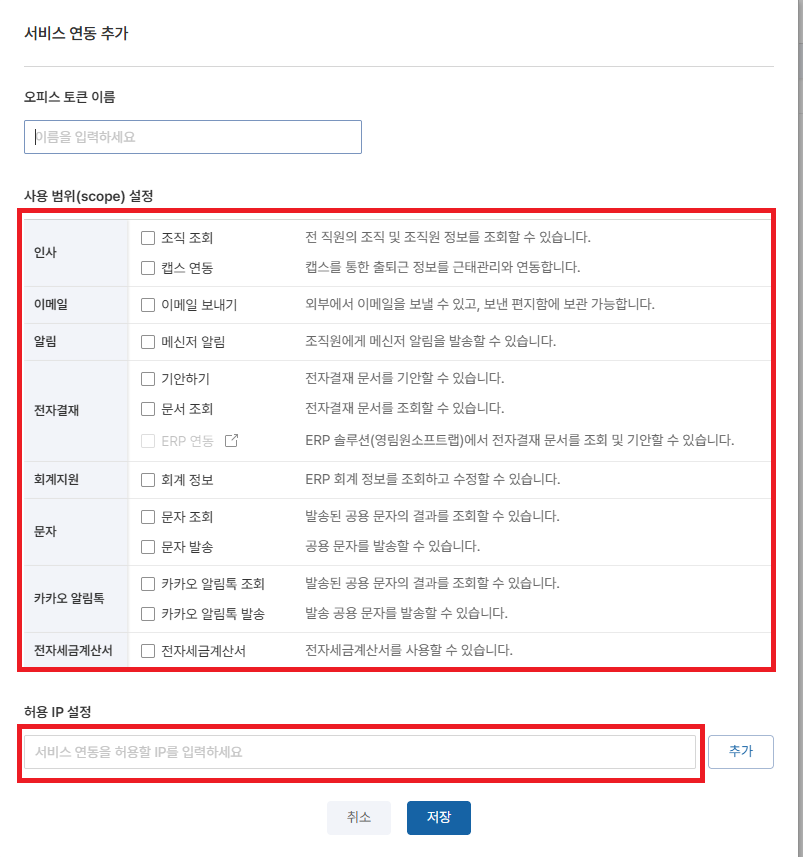 서비스 연동 추가
오피스 토큰 이름
이름을 입력하세요
사용 범위(scope) 설정
인사
조직 조회 전 직원의 조직 및 조직원 정보를 조회할 수 있습니다.
캡스 연동 캡스를 통한 출퇴근 정보를 근태관리와 연동합니다.
이메일 이메일 보내기 외부에서 이메일을 보낼 수 있고, 보낸 편지함에 보관 가능합니다.
알림 메신저 알림 조직원에게 메신저 알림을 발송할 수 있습니다.
전자결재
기안하기 전자결재 문서를 기안할 수 있습니다.
문서 조회 전자결재 문서를 조회할 수 있습니다.
ERP 연동 ERP 솔루션(영림원소프트랩)에서 전자결재 문서를 조회 및 기안할 수 있습니다.
회계지원 회계 정보 ERP 회계 정보를 조회하고 수정할 수 있습니다.
문자
문자 조회 발송된 공용 문자의 결과를 조회할 수 있습니다.
문자 발송 공용 문자를 발송할 수 있습니다.
카카오 알림톡
카카오 알림톡 조회 발송된 공용 문자의 결과를 조회할 수 있습니다.
카카오 알림톡 발송 발송 공용 문자를 발송할 수 있습니다.
전자세금계산서 전자세금계산서 전자세금계산서를 사용할 수 있습니다.
허용 IP 설정
서비스 연동을 허용할 IP를 입력하세요 추가
취소 저장